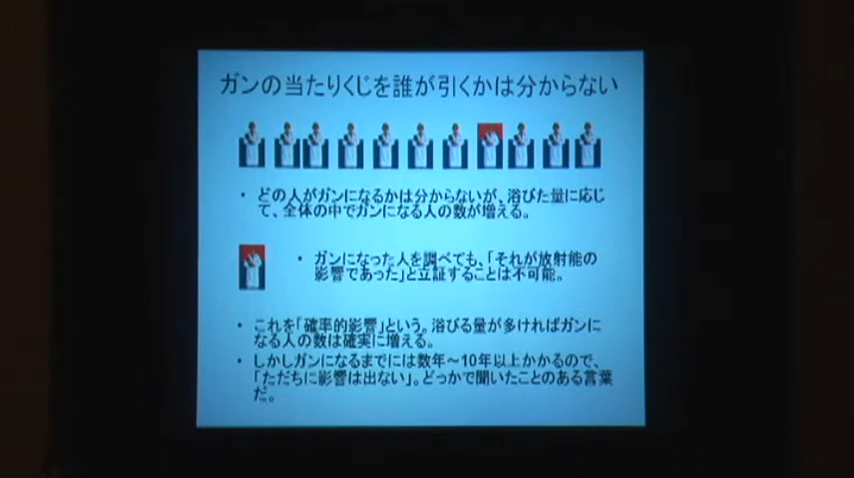 ガンの当たりくじを誰が引くかは分からない
・ どの人がガンになるかは分からないが、浴びた量に応じ
て、全体の中でガンになる人の数が増える。
・ ガンになった人を調べても、「それが放射能の
影響であった」と立証することは不可能。
・ これを「確率的影響」という。浴びる量が多ければガンに
なる人の数は確実に増える。
・ しかしガンになるまでには数年～10年以上かかるので、
「ただちに影響は出ない」。どっかで聞いたことのある言葉
だ。